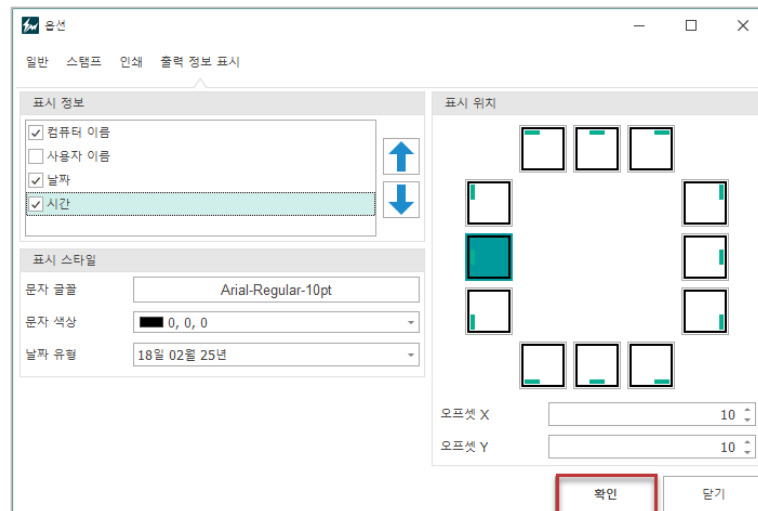 옵션
일반 스탬프 인쇄 출력 정보 표시
표시 정보
컴퓨터 이름
사용자 이름
날짜
시간
표시 스타일
문자 글꼴 Arial-Regular-10pt
문자 색상 0, 0, 0
날짜 유형 18일 02월 25년
표시 위치
오프셋 X 10
오프셋 Y 10
확인 닫기